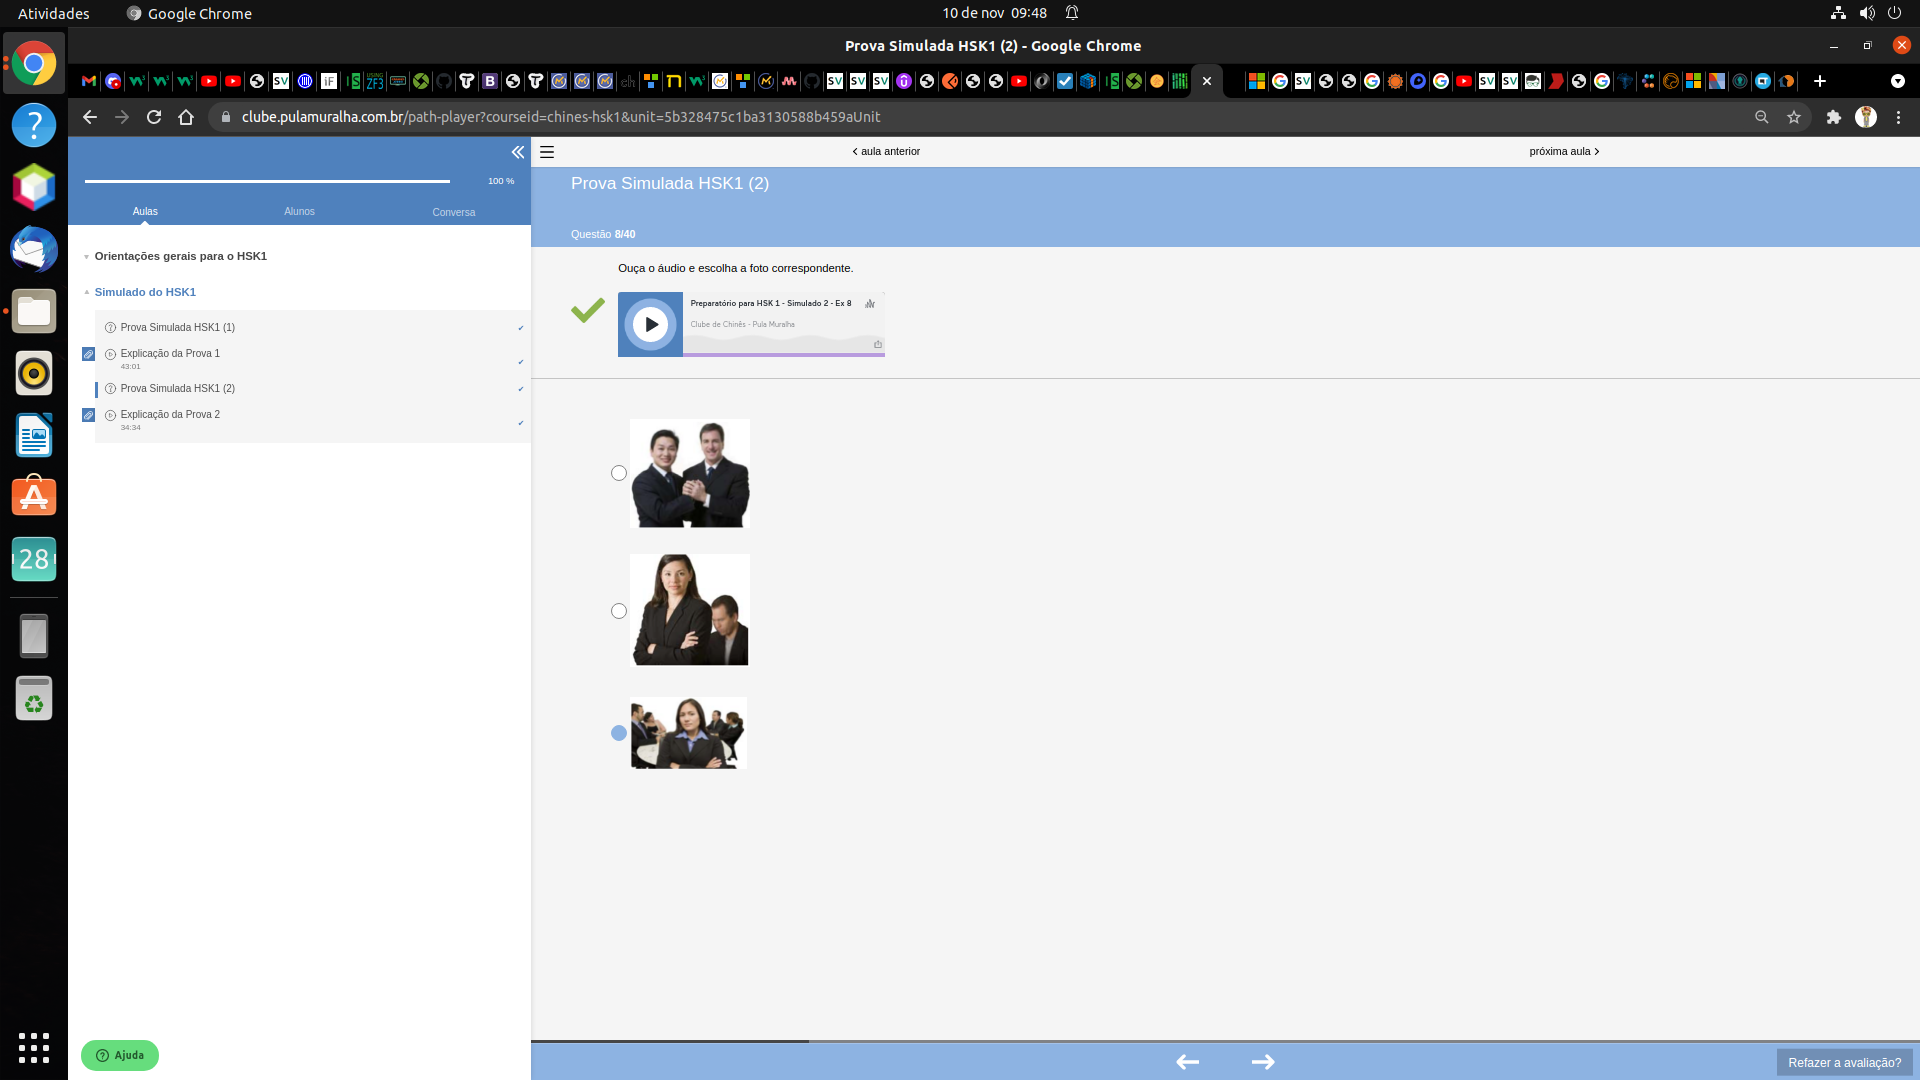 Atividades
Google Chrome
10 de nov 09:48
Prova Simulada HSK1 (2) - Google Chrome
clube.pulamuralha.com.br/path-player?courseid=chines-hsk1&unit=5b328475c1ba3130588b459aUnit
100 %
Aulas
Alunos
Conversa
Orientações gerais para o HSK1
Simulado do HSK1
Prova Simulada HSK1 (1)
Explicação da Prova 1
43:01
Prova Simulada HSK1 (2)
Explicação da Prova 2
34:34
Ajuda
aula anterior
próxima aula
Prova Simulada HSK1 (2)
Questão 8/40
Ouça o áudio e escolha a foto correspondente.
Preparatório para HSK 1 - Simulado 2 - Ex 8
Clube de Chinês - Pula Muralha
Refazer a avaliação?
28